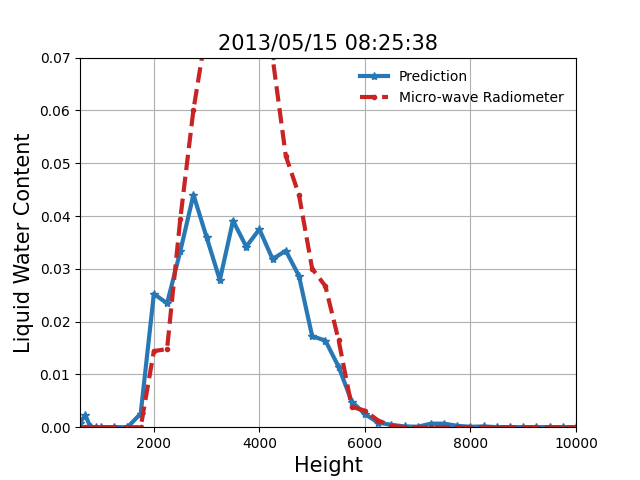 2013/05/15 08:25:38
Prediction
Micro-wave Radiometer
0.07
0.06
0.05
0.04
0.03
0.02
0.01
0.00
Liquid Water Content
2000 4000 6000 8000 10000
Height